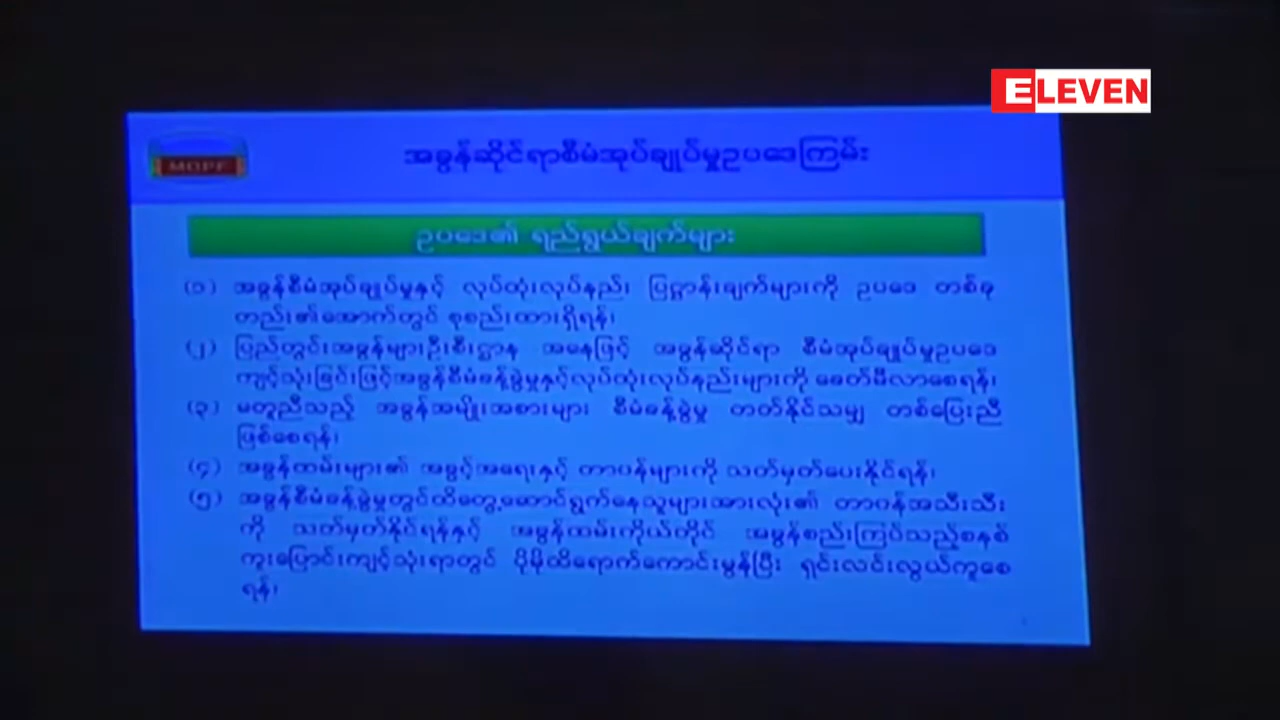 ELEVEN
MOPF
အခွန်ဆိုင်ရာစီမံအုပ်ချုပ်မှုဥပဒေကြမ်း
ဥပဒေ၏ ရည်ရွယ်ချက်များ
(၁) အခွန်စီမံအုပ်ချုပ်မှုနှင့် လုပ်ထုံးလုပ်နည်၊ ပြဋ္ဌာန်းချက်များကို ဥပဒေ တစ်ခု
တည်း၏အောက်တွင် စုစည်းထားရှိရန်၊
(၂) ပြည်တွင်းအခွန်များဦးစီးဋ္ဌာန အနေဖြင့် အခွန်ဆိုင်ရာ စီမံအုပ်ချုပ်မှုဥပဒေ
ကျင့်သုံးခြင်းဖြင့်အခွန်စီမံခန့်ခွဲမှုနှင့်လုပ်ထုံးလုပ်နည်းများကို ခေတ်မီလာစေရန်၊
(၃) မတူညီသည့် အခွန်အမျိုးအစားများ စီမံခန့်ခွဲမှု တတ်နိုင်သမျှ တစ်ပြေးညီ
ဖြစ်စေရန်၊
(၄) အခွန်ထမ်းများ၏ အခွင့်အရေးနှင့် တာဝန်များကို သတ်မှတ်ပေးနိုင်ရန်၊
(၅) အခွန်စီမံခန့်ခွဲမှုတွင်ထိတွေ့ဆောင်ရွက်နေသူများအားလုံး၏ တာဝန်အသီးသီး
ကို သတ်မှတ်နိုင်ရန်နှင့် အခွန်ထမ်းကိုယ်တိုင် အခွန်စည်းကြပ်သည့်စနစ်
ကူးပြောင်းကျင့်သုံးရာတွင် ပိုမိုထိရောက်ကောင်းမွန်ပြီး ရှင်းလင်းလွယ်ကူစေ
ရန်၊